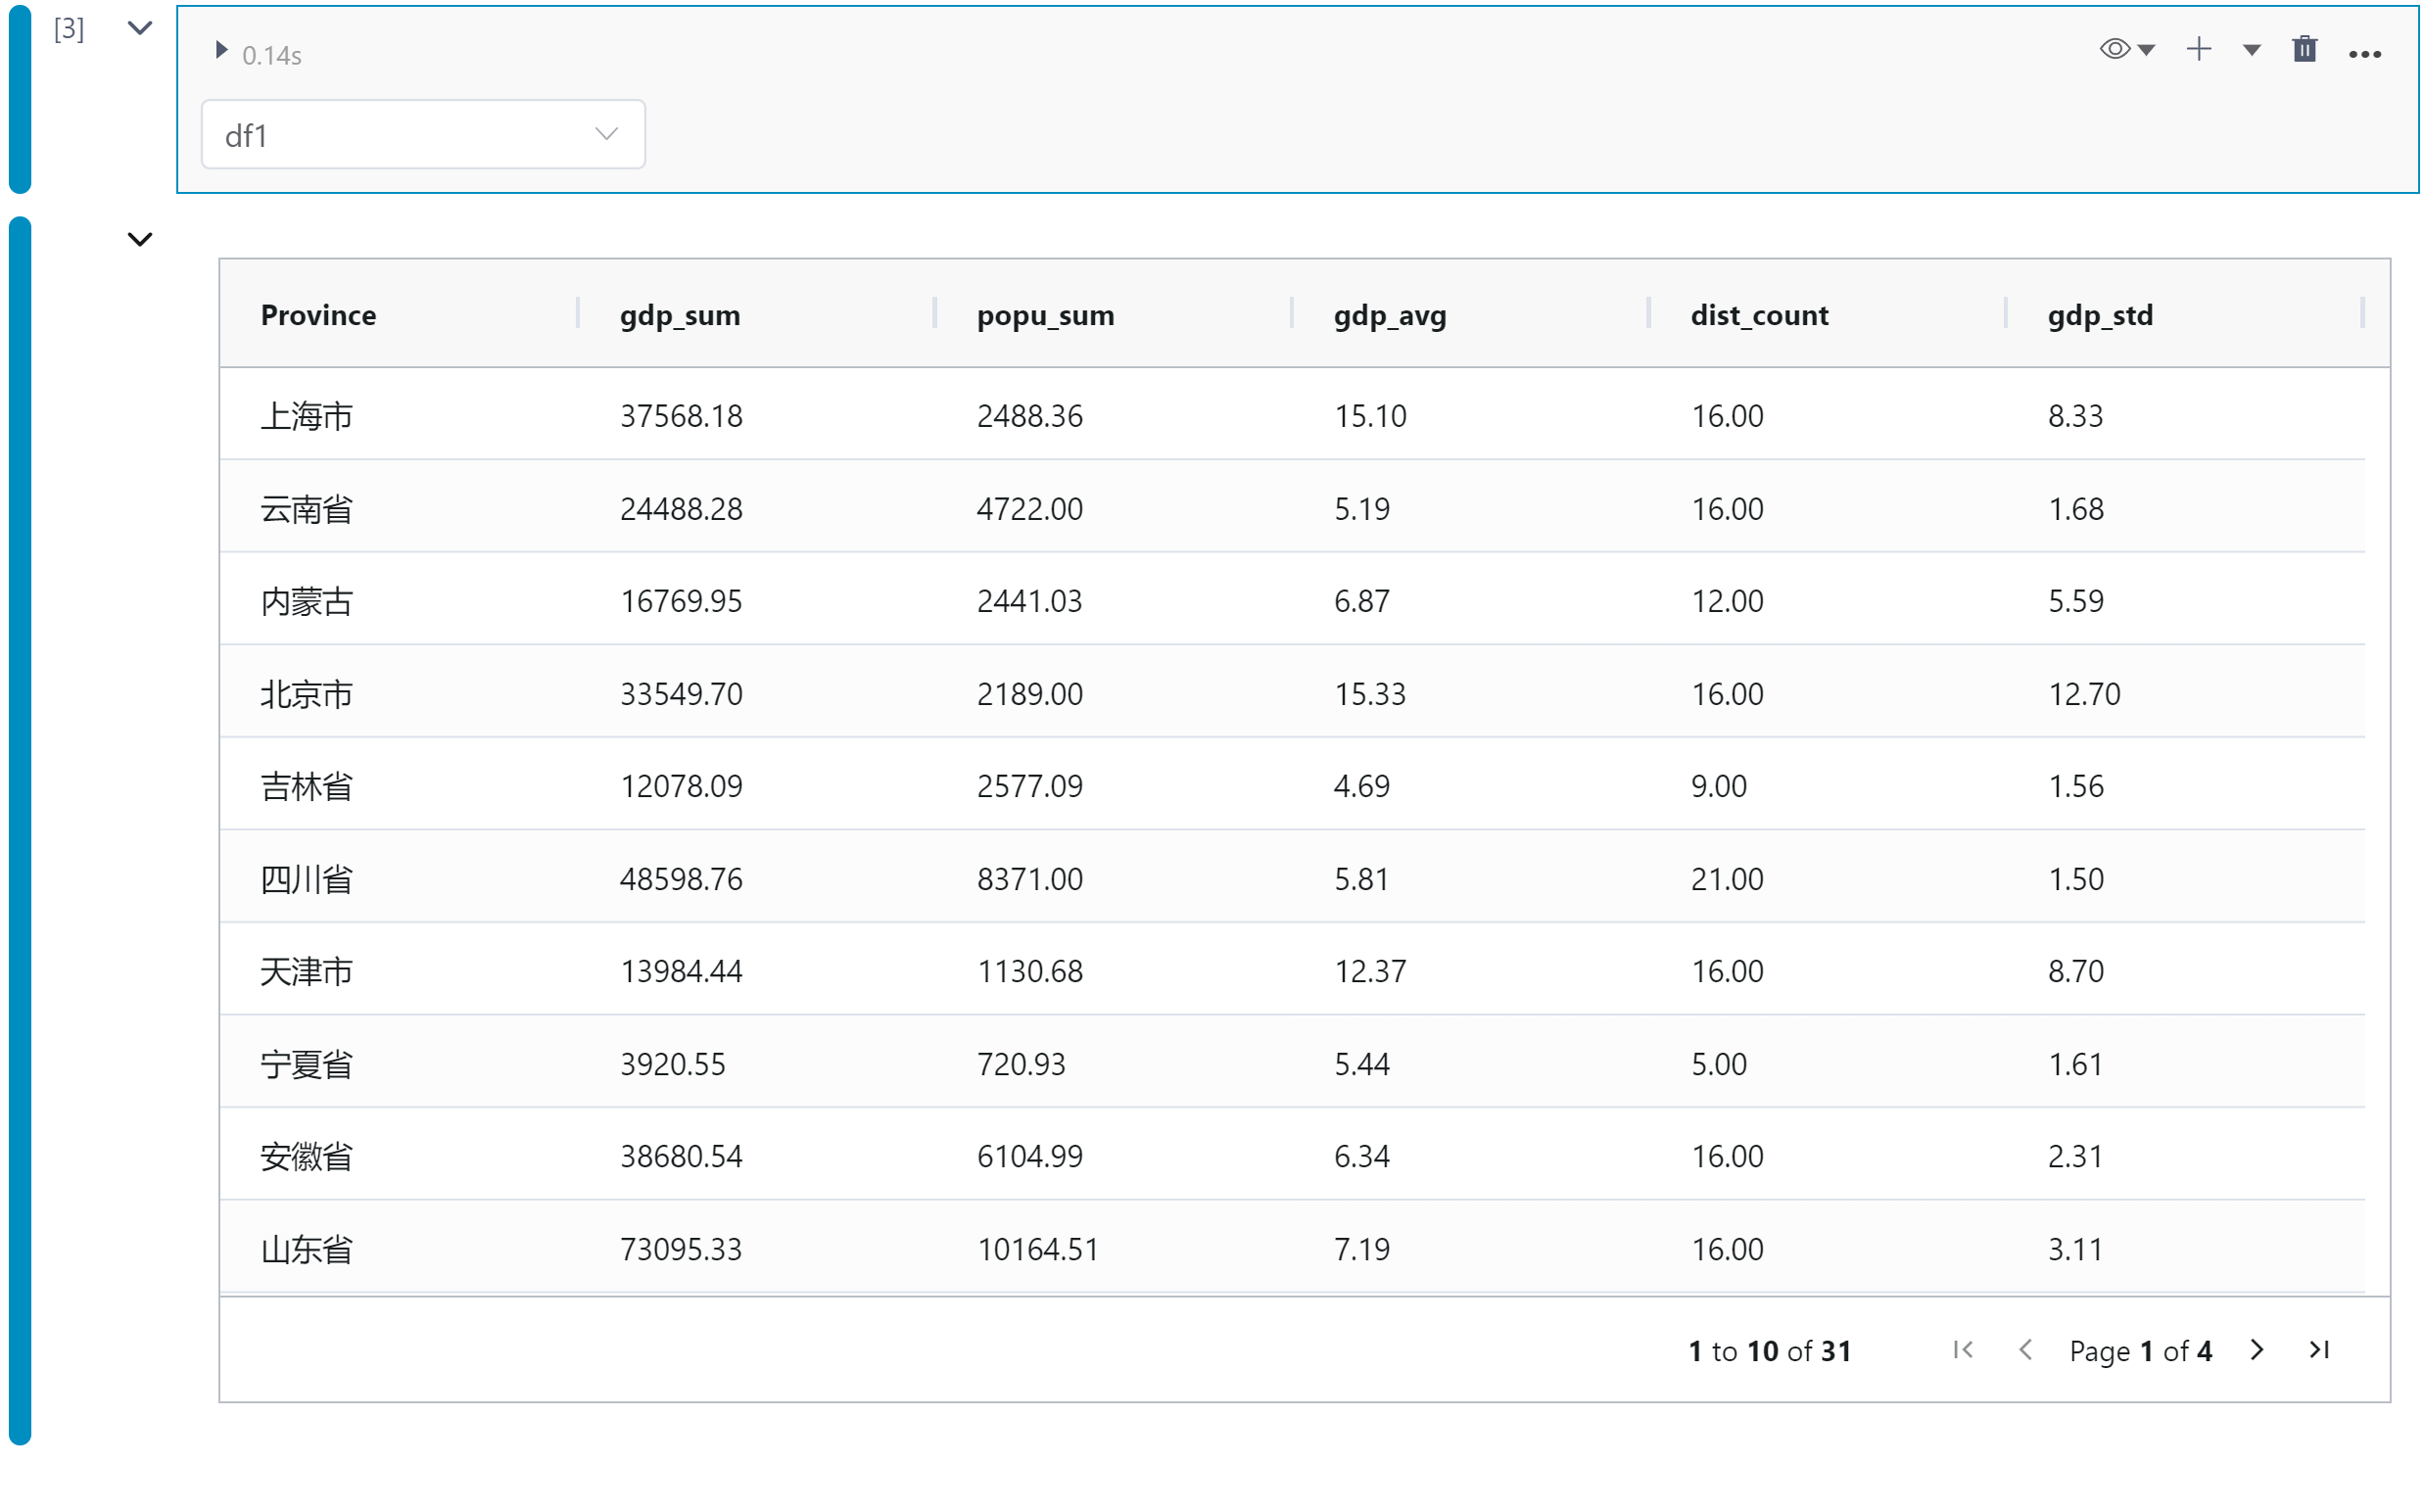 [3]
0.14s
df1
Province gdp_sum popu_sum gdp_avg dist_count gdp_std
上海市 37568.18 2488.36 15.10 16.00 8.33
云南省 24488.28 4722.00 5.19 16.00 1.68
内蒙古 16769.95 2441.03 6.87 12.00 5.59
北京市 33549.70 2189.00 15.33 16.00 12.70
吉林省 12078.09 2577.09 4.69 9.00 1.56
四川省 48598.76 8371.00 5.81 21.00 1.50
天津市 13984.44 1130.68 12.37 16.00 8.70
宁夏省 3920.55 720.93 5.44 5.00 1.61
安徽省 38680.54 6104.99 6.34 16.00 2.31
山东省 73095.33 10164.51 7.19 16.00 3.11
1 to 10 of 31 Page 1 of 4